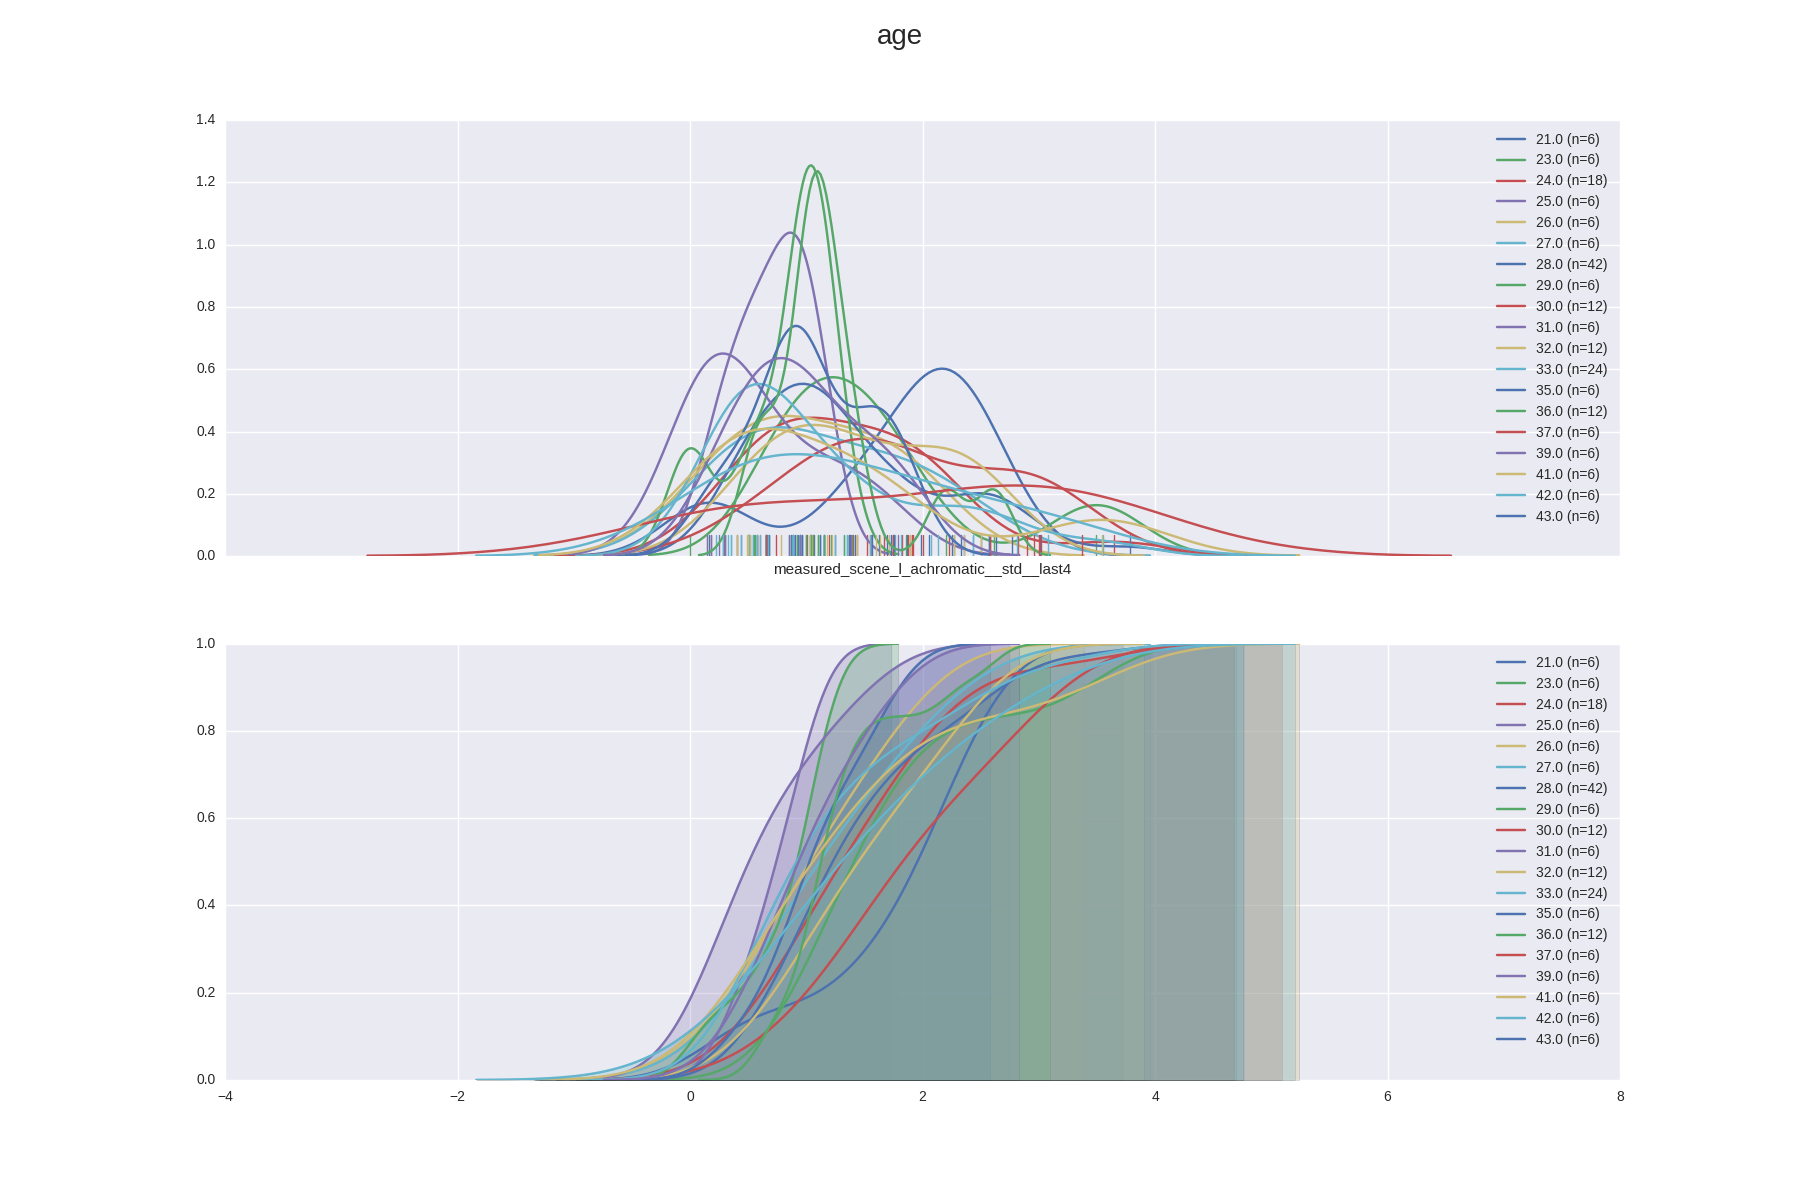 age
1.4
1.2
1.0
0.8
0.6
0.4
0.2
0.0
21.0 (n=6)
23.0 (n=6)
24.0 (n=18)
25.0 (n=6)
26.0 (n=6)
27.0 (n=6)
28.0 (n=42)
29.0 (n=6)
30.0 (n=12)
31.0 (n=6)
32.0 (n=12)
33.0 (n=24)
35.0 (n=6)
36.0 (n=12)
37.0 (n=6)
39.0 (n=6)
41.0 (n=6)
42.0 (n=6)
43.0 (n=6)
measured_scene_l_achromatic__std__last4
1.0
0.8
0.6
0.4
0.2
0.0
21.0 (n=6)
23.0 (n=6)
24.0 (n=18)
25.0 (n=6)
26.0 (n=6)
27.0 (n=6)
28.0 (n=42)
29.0 (n=6)
30.0 (n=12)
31.0 (n=6)
32.0 (n=12)
33.0 (n=24)
35.0 (n=6)
36.0 (n=12)
37.0 (n=6)
39.0 (n=6)
41.0 (n=6)
42.0 (n=6)
43.0 (n=6)
−4 −2 0 2 4 6 8